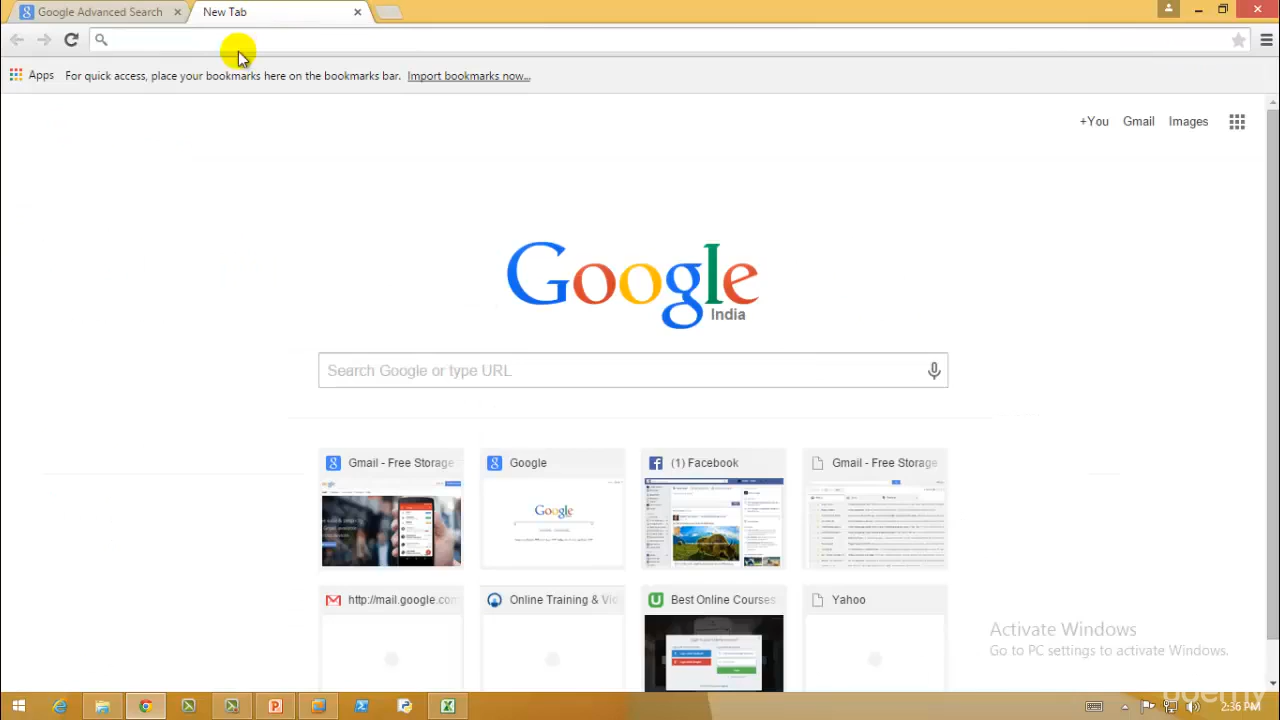 Google Advanced Search
New Tab
Apps
For quick access, place your bookmarks here on the bookmarks bar. Import bookmarks now...
+You Gmail Images
Google
India
Search Google or type URL
Gmail - Free Storage
Google
(1) Facebook
Gmail - Free Storage
http://mail.google.com
Online Training & Vid
Best Online Courses
Yahoo
Activate Windows
Go to PC settings to activate Windows.
udemy
2:36 PM